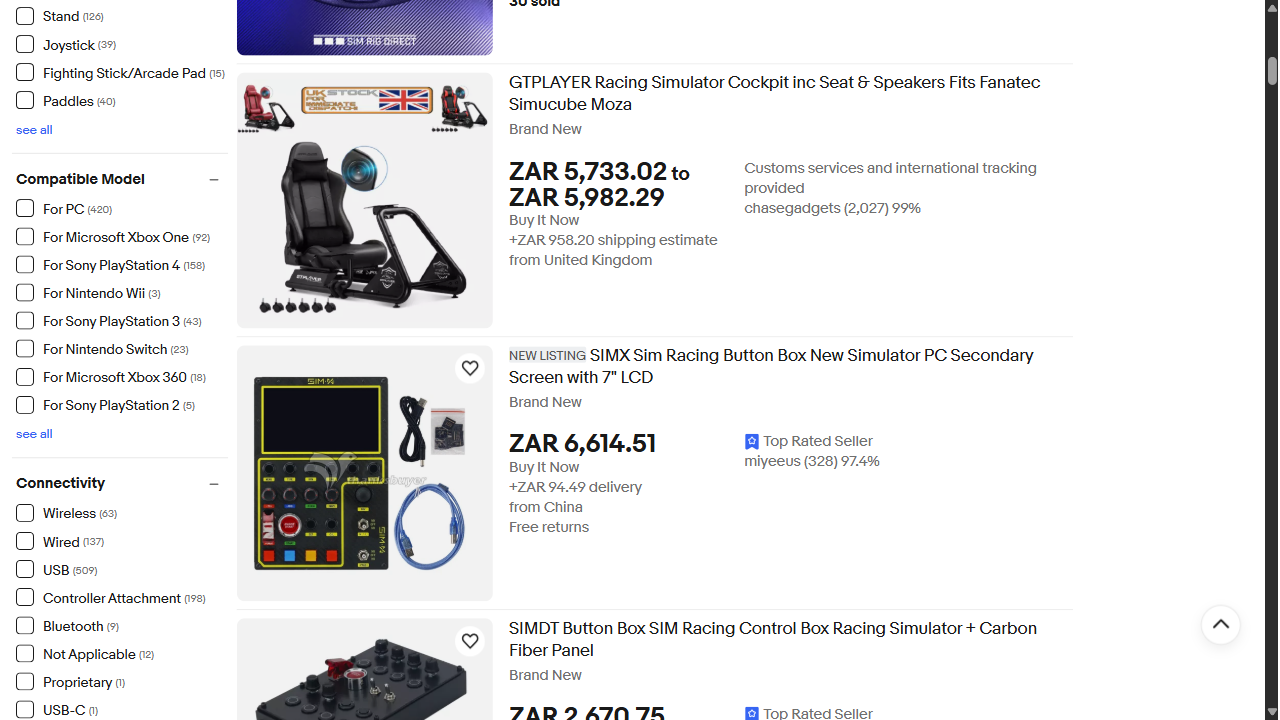 Stand (126)
Joystick (39)
Fighting Stick/Arcade Pad (15)
Paddles (40)
see all
Compatible Model
For PC (420)
For Microsoft Xbox One (92)
For Sony PlayStation 4 (158)
For Nintendo Wii (3)
For Sony PlayStation 3 (43)
For Nintendo Switch (23)
For Microsoft Xbox 360 (18)
For Sony PlayStation 2 (5)
see all
Connectivity
Wireless (63)
Wired (137)
USB (509)
Controller Attachment (198)
Bluetooth (9)
Not Applicable (12)
Proprietary (1)
USB-C (1)
30 sold
SIM RIG DIRECT
UK STOCK
FOR
IMMEDIATE
DISPATCH!
GTPLAYER
GTPLAYER Racing Simulator Cockpit inc Seat & Speakers Fits Fanatec
Simucube Moza
Brand New
ZAR 5,733.02 to
ZAR 5,982.29
Buy It Now
+ZAR 958.20 shipping estimate
from United Kingdom
Customs services and international tracking
provided
chasegadgets (2,027) 99%
SIM
NEW LISTING SIMX Sim Racing Button Box New Simulator PC Secondary
Screen with 7" LCD
Brand New
ZAR 6,614.51
Buy It Now
+ZAR 94.49 delivery
from China
Free returns
Top Rated Seller
miyeeus (328) 97.4%
SIMDT Button Box SIM Racing Control Box Racing Simulator + Carbon
Fiber Panel
Brand New
ZAR 2,670.75
Top Rated Seller